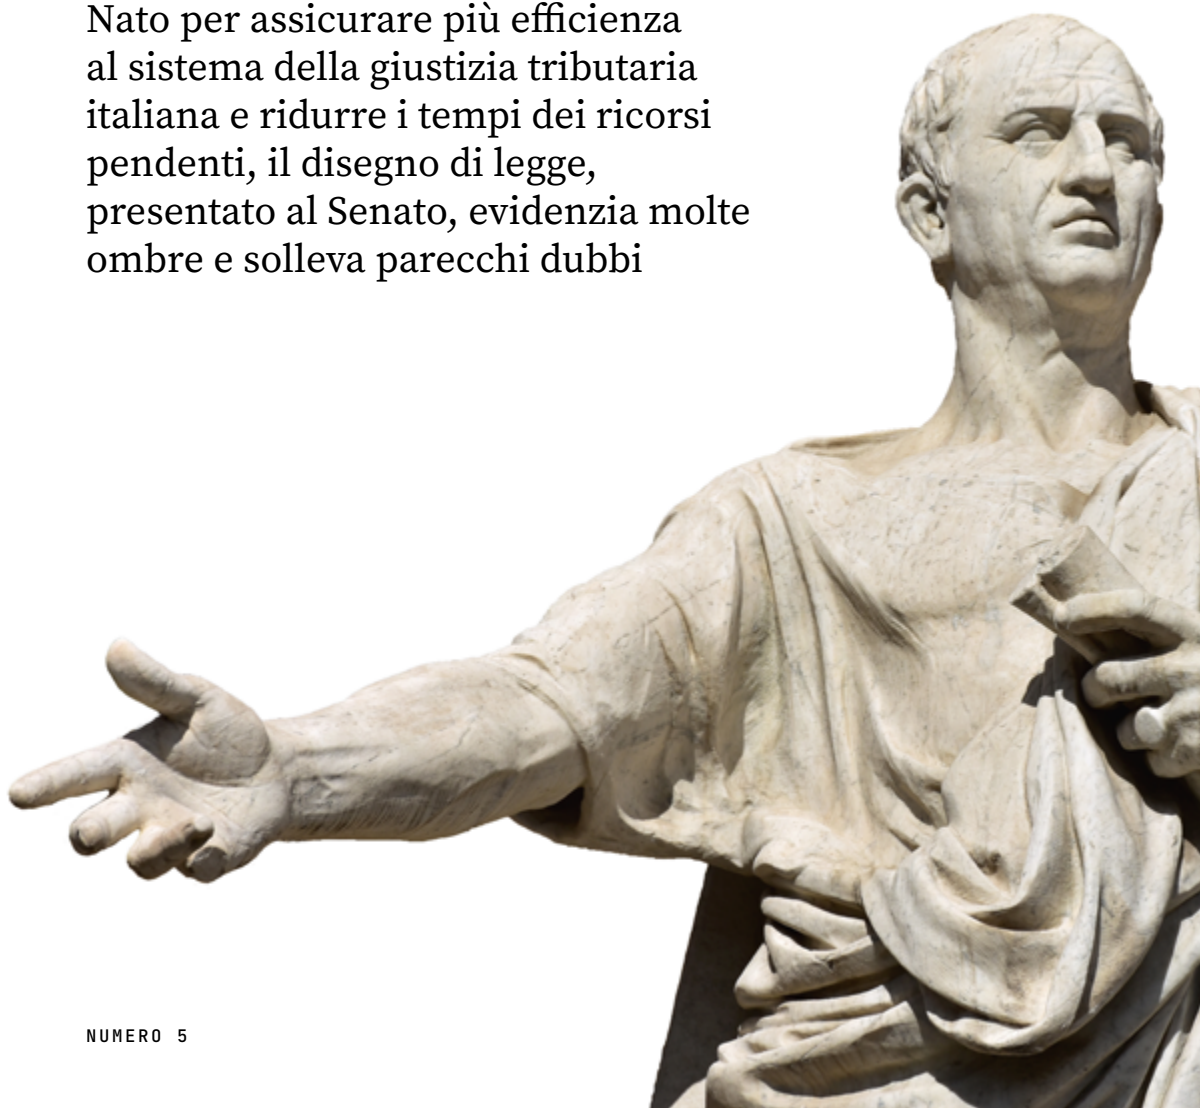 Nato per assicurare più efficienza
al sistema della giustizia tributaria
italiana e ridurre i tempi dei ricorsi
pendenti, il disegno di legge,
presentato al Senato, evidenzia molte
ombre e solleva parecchi dubbi
NUMERO 5